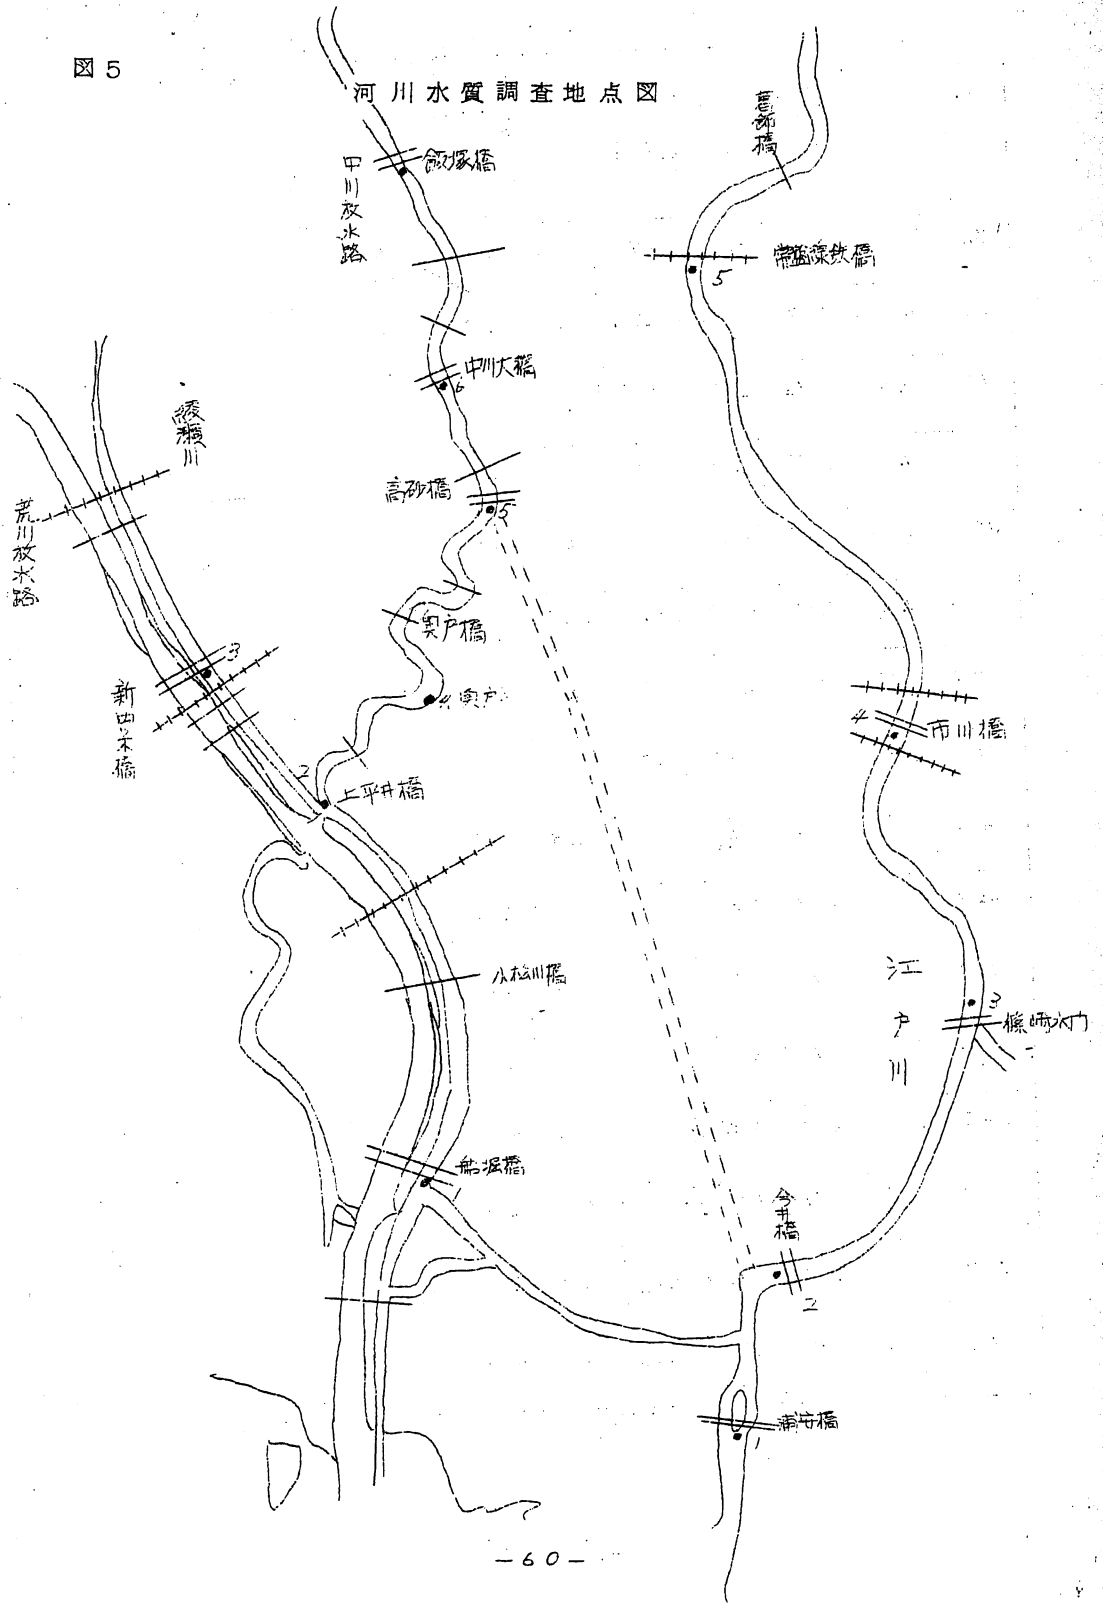 図5
河川水質調査地点図
葛飾橋
飯塚橋
中川放水路
常磐線鉄橋
5
中川大橋
6
綾瀬川
高砂橋
5
荒川放水路
奥戸橋
3
新四条橋
4 奥戸
4
市川橋
2
上平井橋
小松川橋
江戸川
3
篠崎水門
船堀橋
今井橋
2
浦安橋
1
-60-